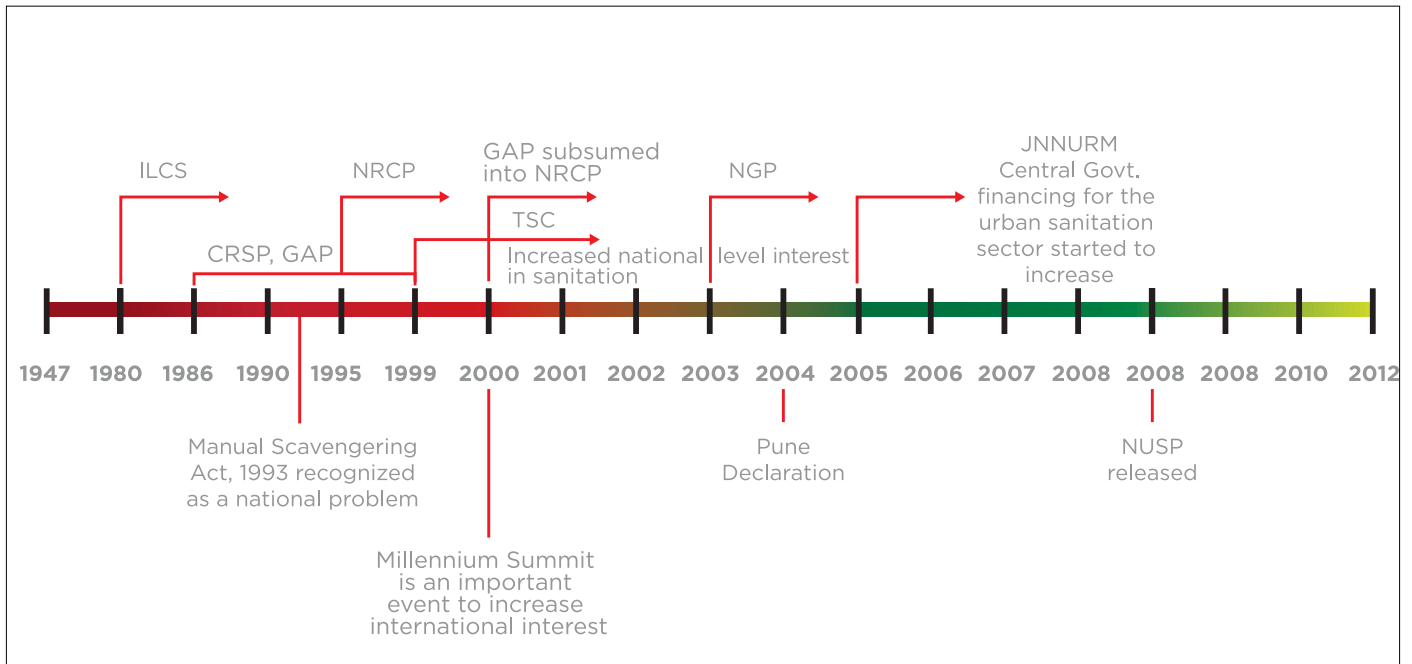 ILCS
CRSP, GAP
NRCP
GAP subsumed
into NRCP
TSC
Increased national level interest
in sanitation
NGP
JNNURM
Central Govt.
financing for the
urban sanitation
sector started to
increase
1947 1980 1986 1990 1995 1999 2000 2001 2002 2003 2004 2005 2006 2007 2008 2008 2008 2010 2012
Manual Scavengering
Act, 1993 recognized
as a national problem
Millennium Summit
is an important
event to increase
international interest
Pune
Declaration
NUSP
released